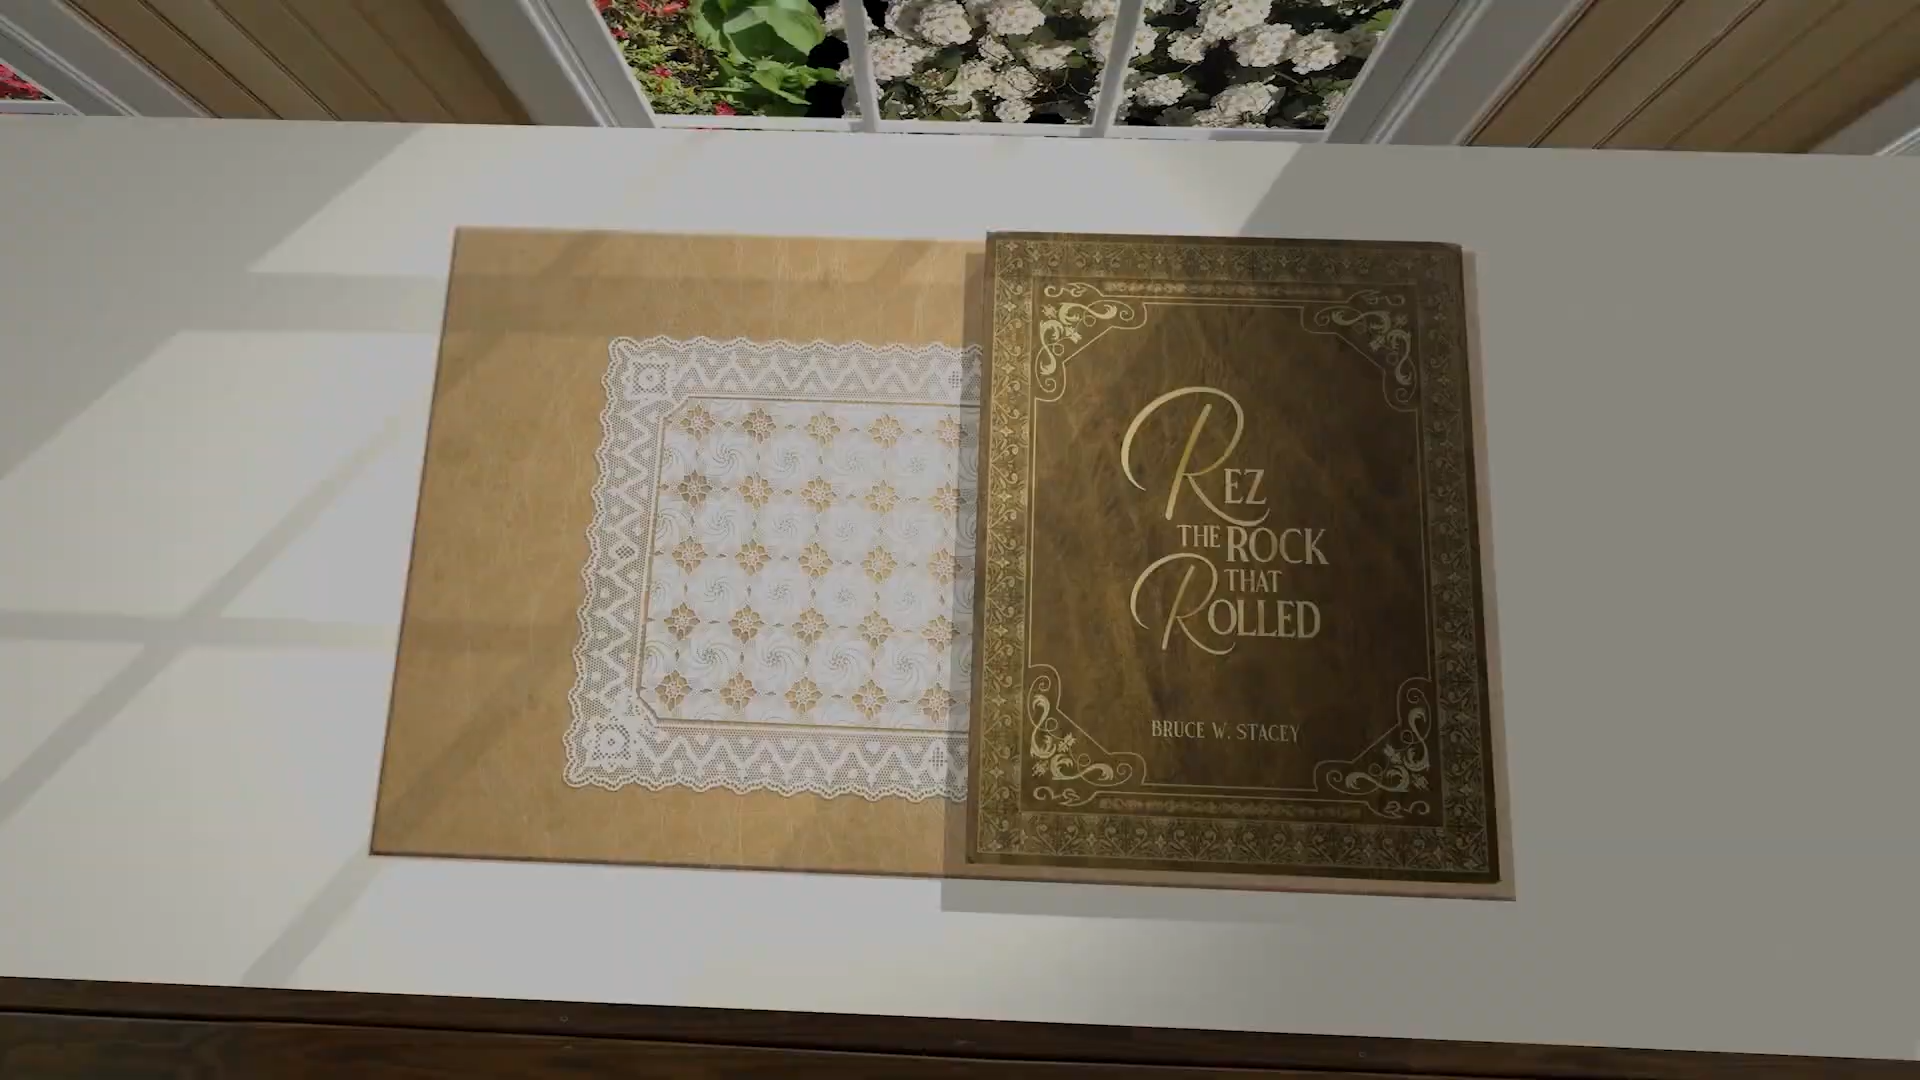 REZ
THE ROCK
THAT
ROLLED
BRUCE W. STACEY